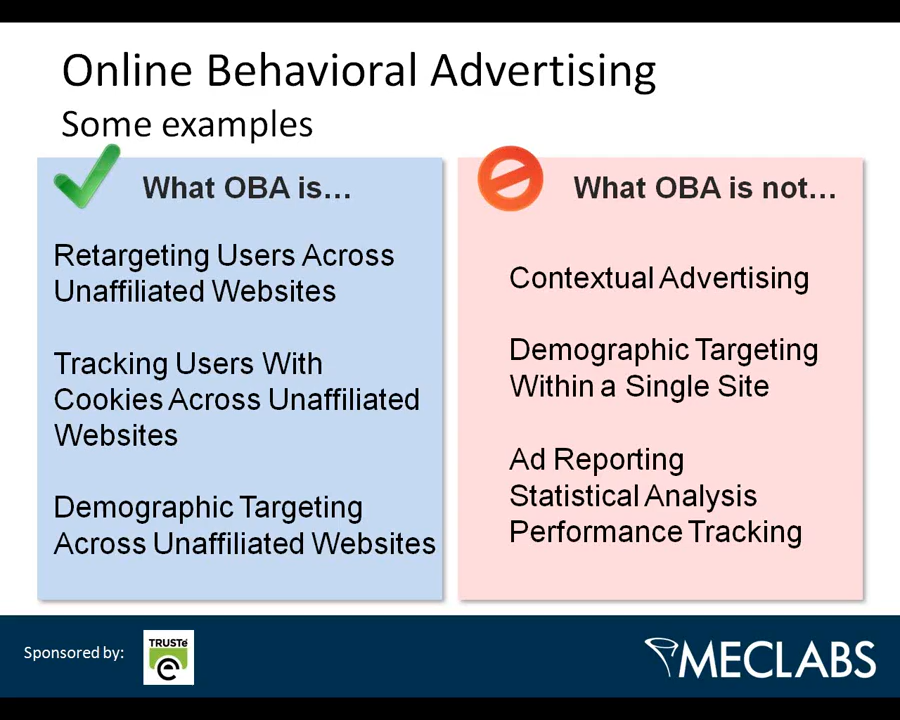 Online Behavioral Advertising
Some examples
What OBA is…
Retargeting Users Across
Unaffiliated Websites
Tracking Users With
Cookies Across Unaffiliated
Websites
Demographic Targeting
Across Unaffiliated Websites
What OBA is not…
Contextual Advertising
Demographic Targeting
Within a Single Site
Ad Reporting
Statistical Analysis
Performance Tracking
Sponsored by:
TRUSTe
e
MECLABS